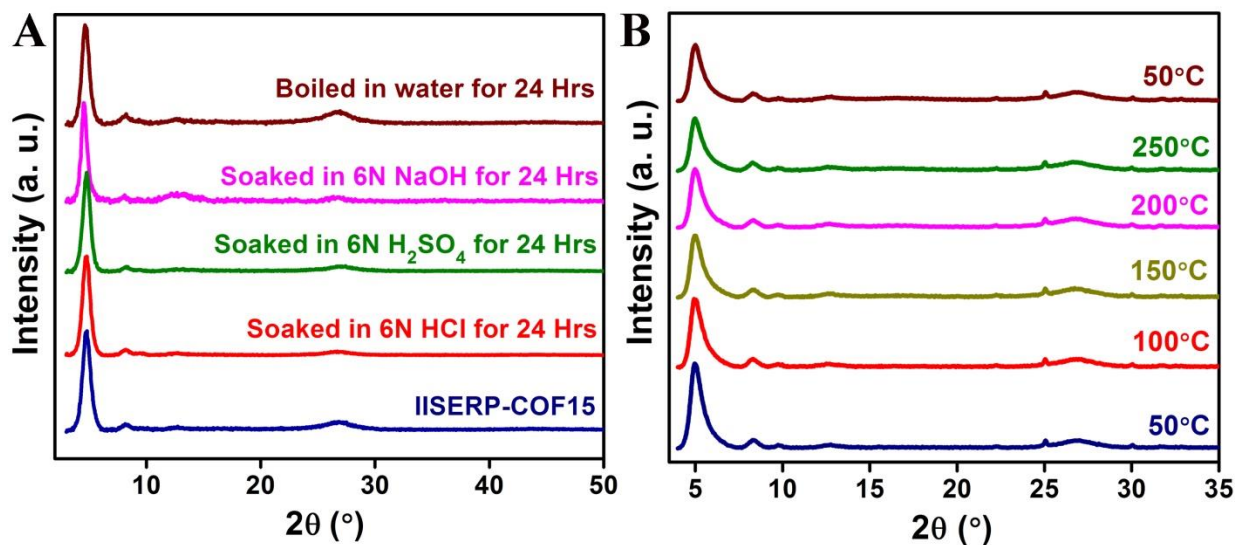 A
Intensity (a. u.)
Boiled in water for 24 Hrs
Soaked in 6N NaOH for 24 Hrs
Soaked in 6N H₂SO₄ for 24 Hrs
Soaked in 6N HCl for 24 Hrs
IISERP-COF15
10 20 30 40 50
2θ (°)
B
Intensity (a. u.)
50°C
250°C
200°C
150°C
100°C
50°C
5 10 15 20 25 30 35
2θ (°)